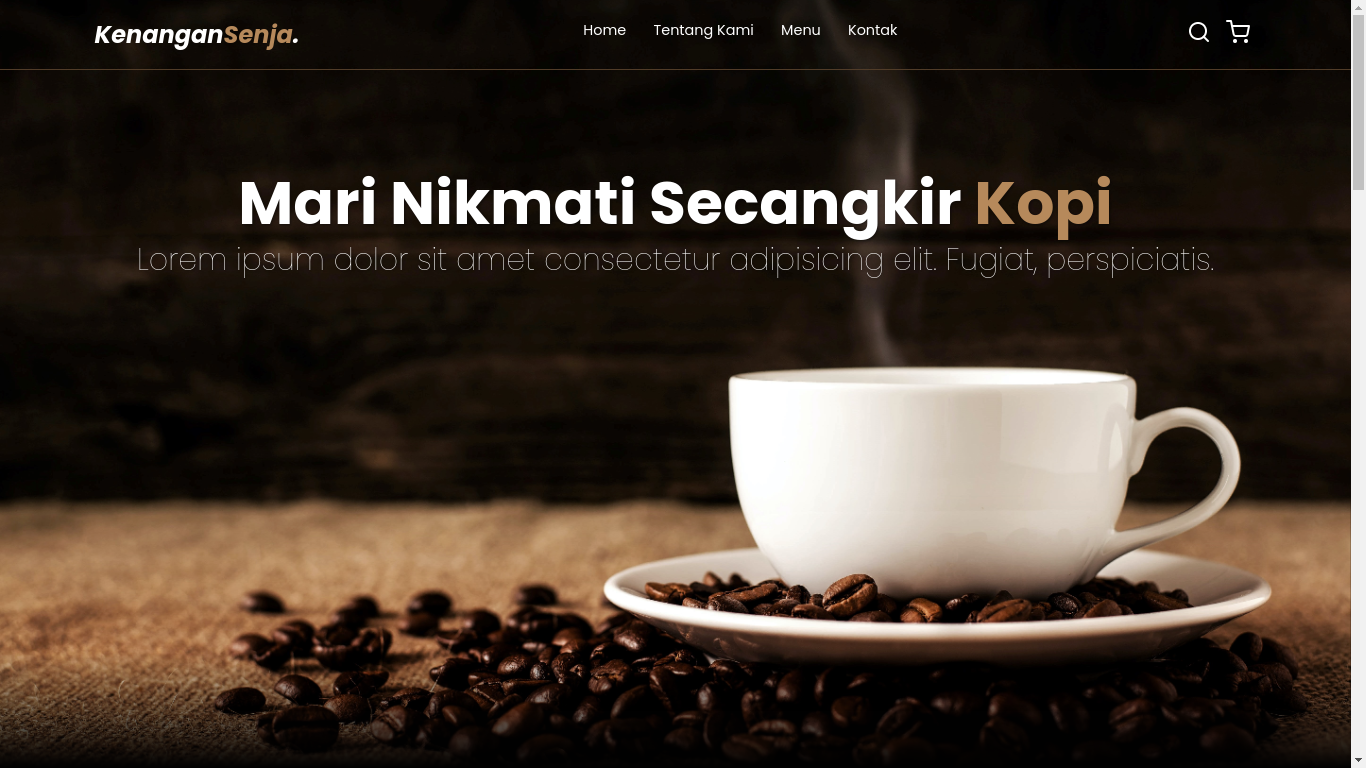 KenanganSenja.
Home Tentang Kami Menu Kontak
Mari Nikmati Secangkir Kopi
Lorem ipsum dolor sit amet consectetur adipisicing elit. Fugiat, perspiciatis.